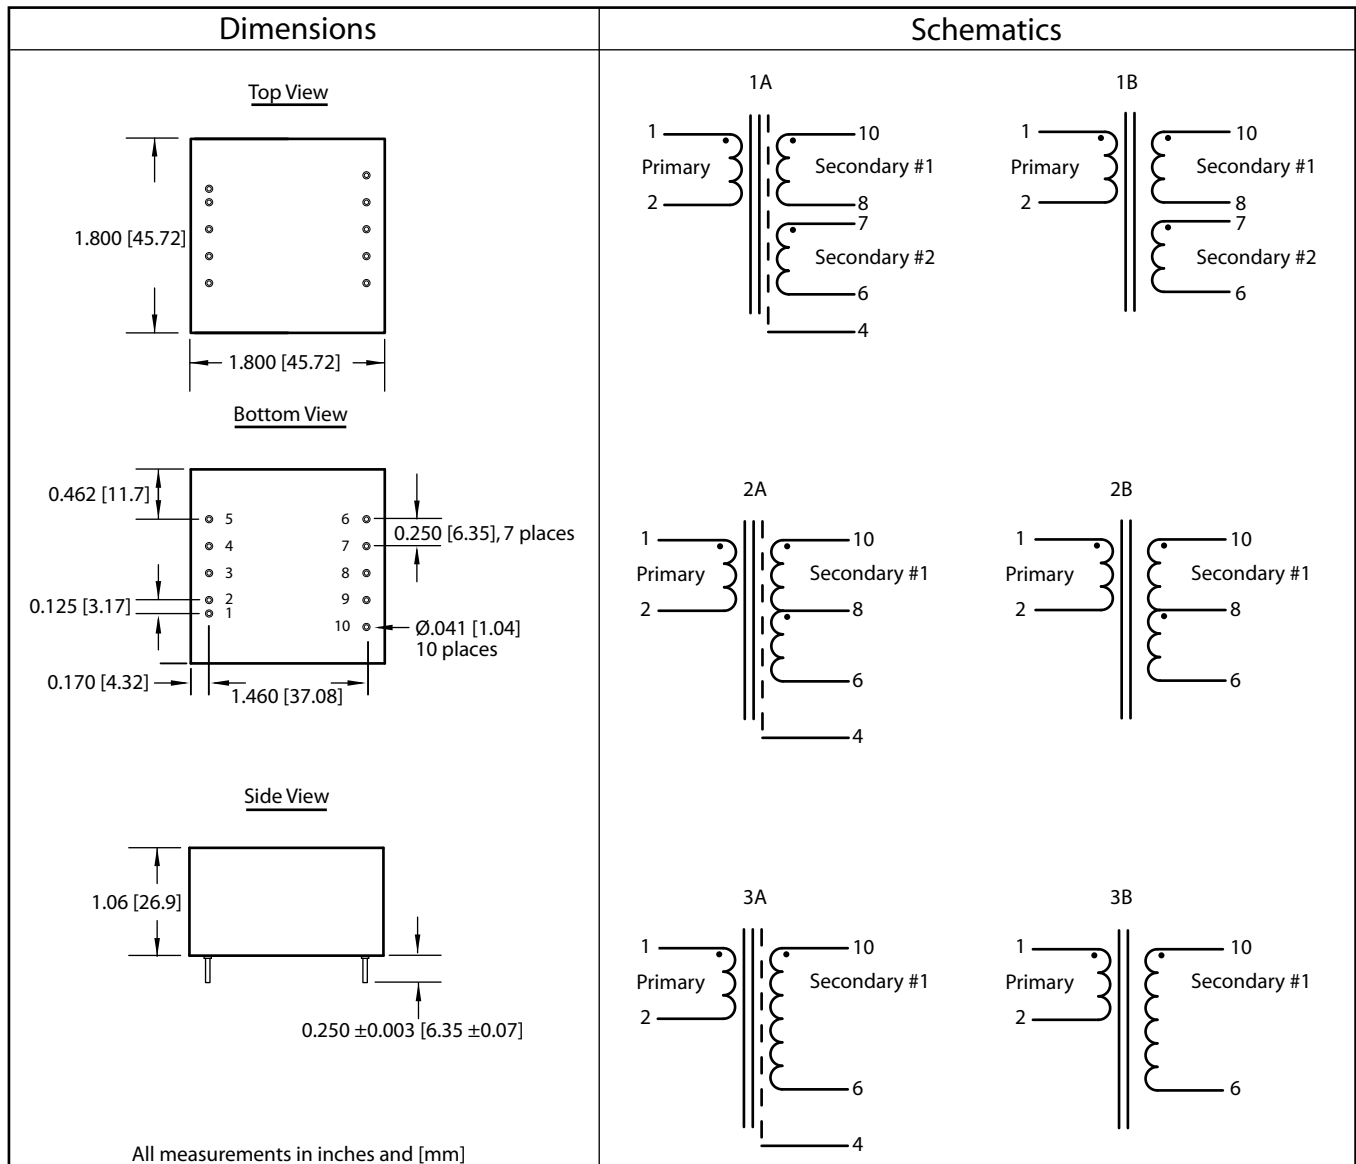 Dimensions
Schematics
Top View
1.800 [45.72]
1.800 [45.72]
Bottom View
0.462 [11.7]
5
6
0.250 [6.35], 7 places
4
7
3
8
0.125 [3.17]
2
9
1
10
Ø.041 [1.04]
10 places
0.170 [4.32]
1.460 [37.08]
Side View
1.06 [26.9]
0.250 ±0.003 [6.35 ±0.07]
All measurements in inches and [mm]
1A
1
10
Primary
Secondary #1
2
8
7
Secondary #2
6
4
1B
1
10
Primary
Secondary #1
2
8
7
Secondary #2
6
2A
1
10
Primary
Secondary #1
2
8
6
4
2B
1
10
Primary
Secondary #1
2
8
6
3A
1
10
Primary
Secondary #1
2
6
4
3B
1
10
Primary
Secondary #1
2
6